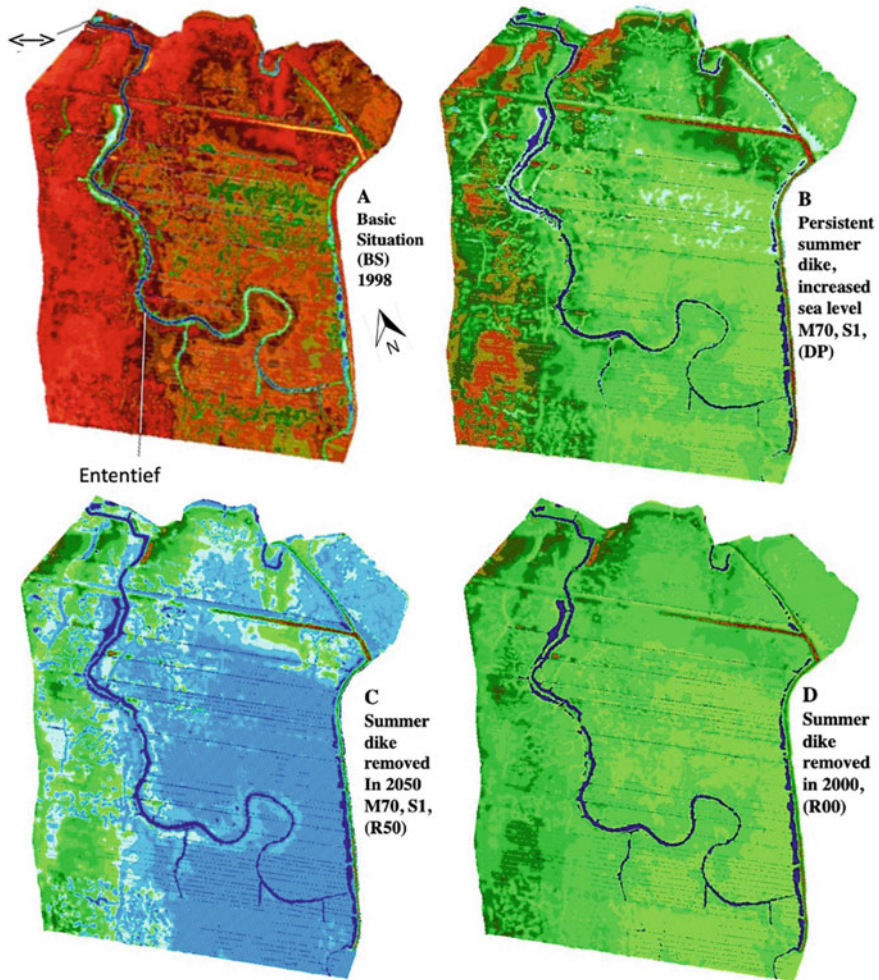 A
Basic
Situation
(BS)
1998
N
Ententief
B
Persistent
summer
dike,
increased
sea level
M70, S1,
(DP)
C
Summer
dike
removed
In 2050
M70, S1,
(R50)
D
Summer
dike
removed
in 2000,
(R00)